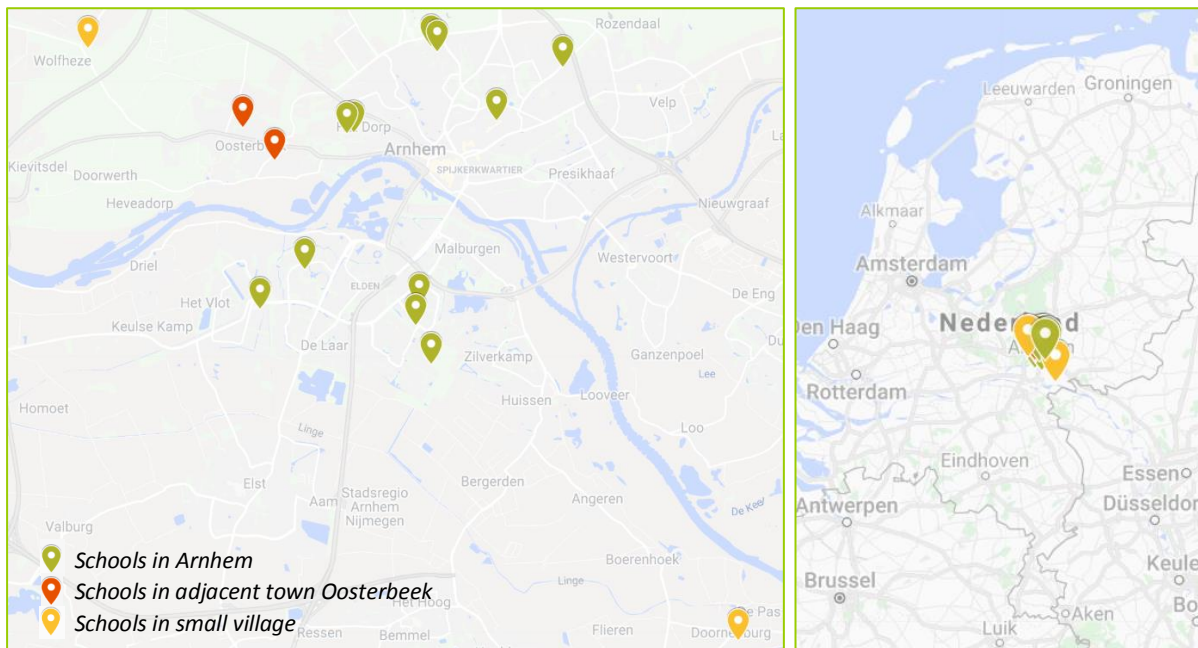 Rozendaal
Wolfheze
Velp
Dorp
Arnhem
SPIJKERKWARTIER
Presikhaaf
Kievitsdel
Doorwerth
Heveadorp
Nieuwgraaf
Malburgen
Westervoort
Driel
ELDEN
Het Vlot
De Eng
Keulse Kamp
De Laar
Zilverkamp
Ganzenpoel
Lee
Huissen
Looveer
Homoet
Linge
Loo
Elst
Bergerden
Aam
Stadsregio
Arnhem
Nijmegen
Angeren
Valburg
Schools in Arnhem
Boerenhoek
Schools in adjacent town Oosterbeek
Linge
Schools in small village
Het Hoog
De Pas
Ressen
Bemmel
Flieren
Leeuwarden
Groningen
Alkmaar
Amsterdam
Den Haag
Rotterdam
Eindhoven
Essen
Antwerpen
Düsseldor
Brussel
Keule
Aken
Bo
Luik